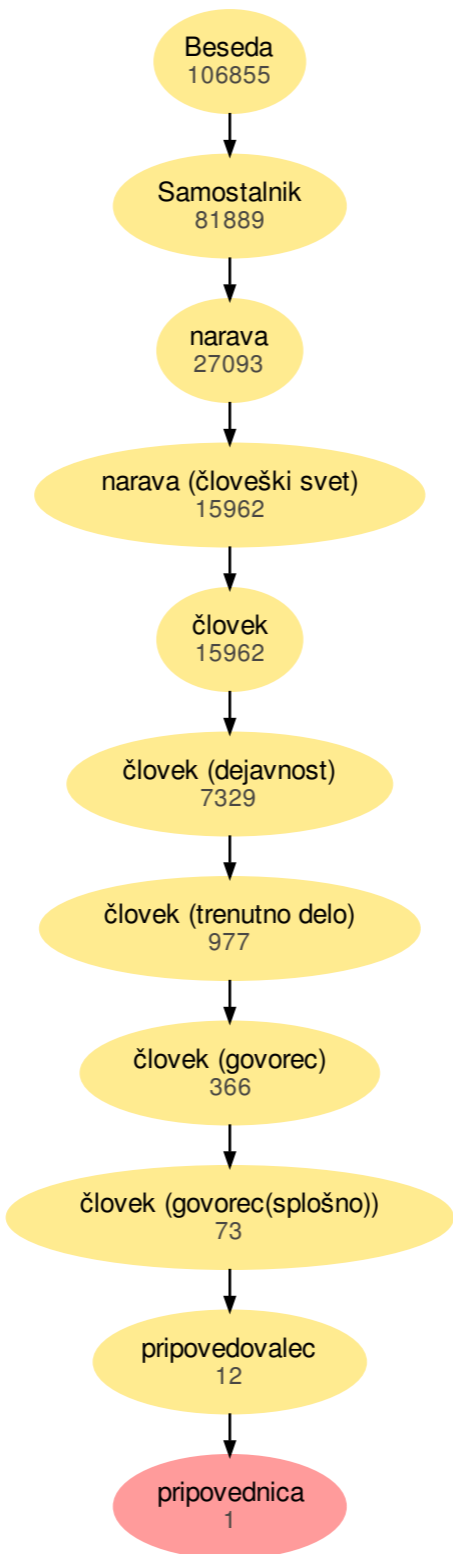 Beseda
106855
Samostalnik
81889
narava
27093
narava (človeški svet)
15962
človek
15962
človek (dejavnost)
7329
človek (trenutno delo)
977
človek (govorec)
366
človek (govorec(splošno))
73
pripovedovalec
12
pripovednica
1